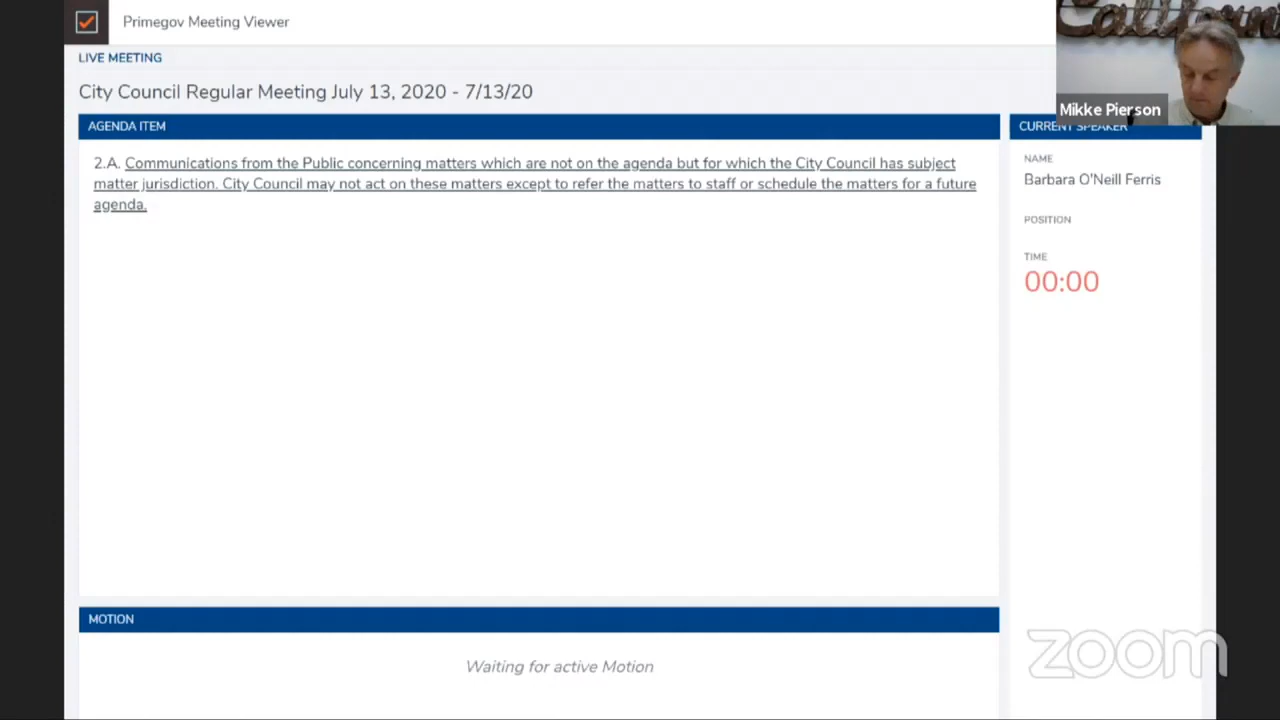 Primegov Meeting Viewer
Californ
Mikke Pierson
LIVE MEETING
City Council Regular Meeting July 13, 2020 - 7/13/20
AGENDA ITEM
2.A. Communications from the Public concerning matters which are not on the agenda but for which the City Council has subject
matter jurisdiction. City Council may not act on these matters except to refer the matters to staff or schedule the matters for a future
agenda.
CURRENT SPEAKER
NAME
Barbara O'Neill Ferris
POSITION
TIME
00:00
MOTION
Waiting for active Motion
zoom